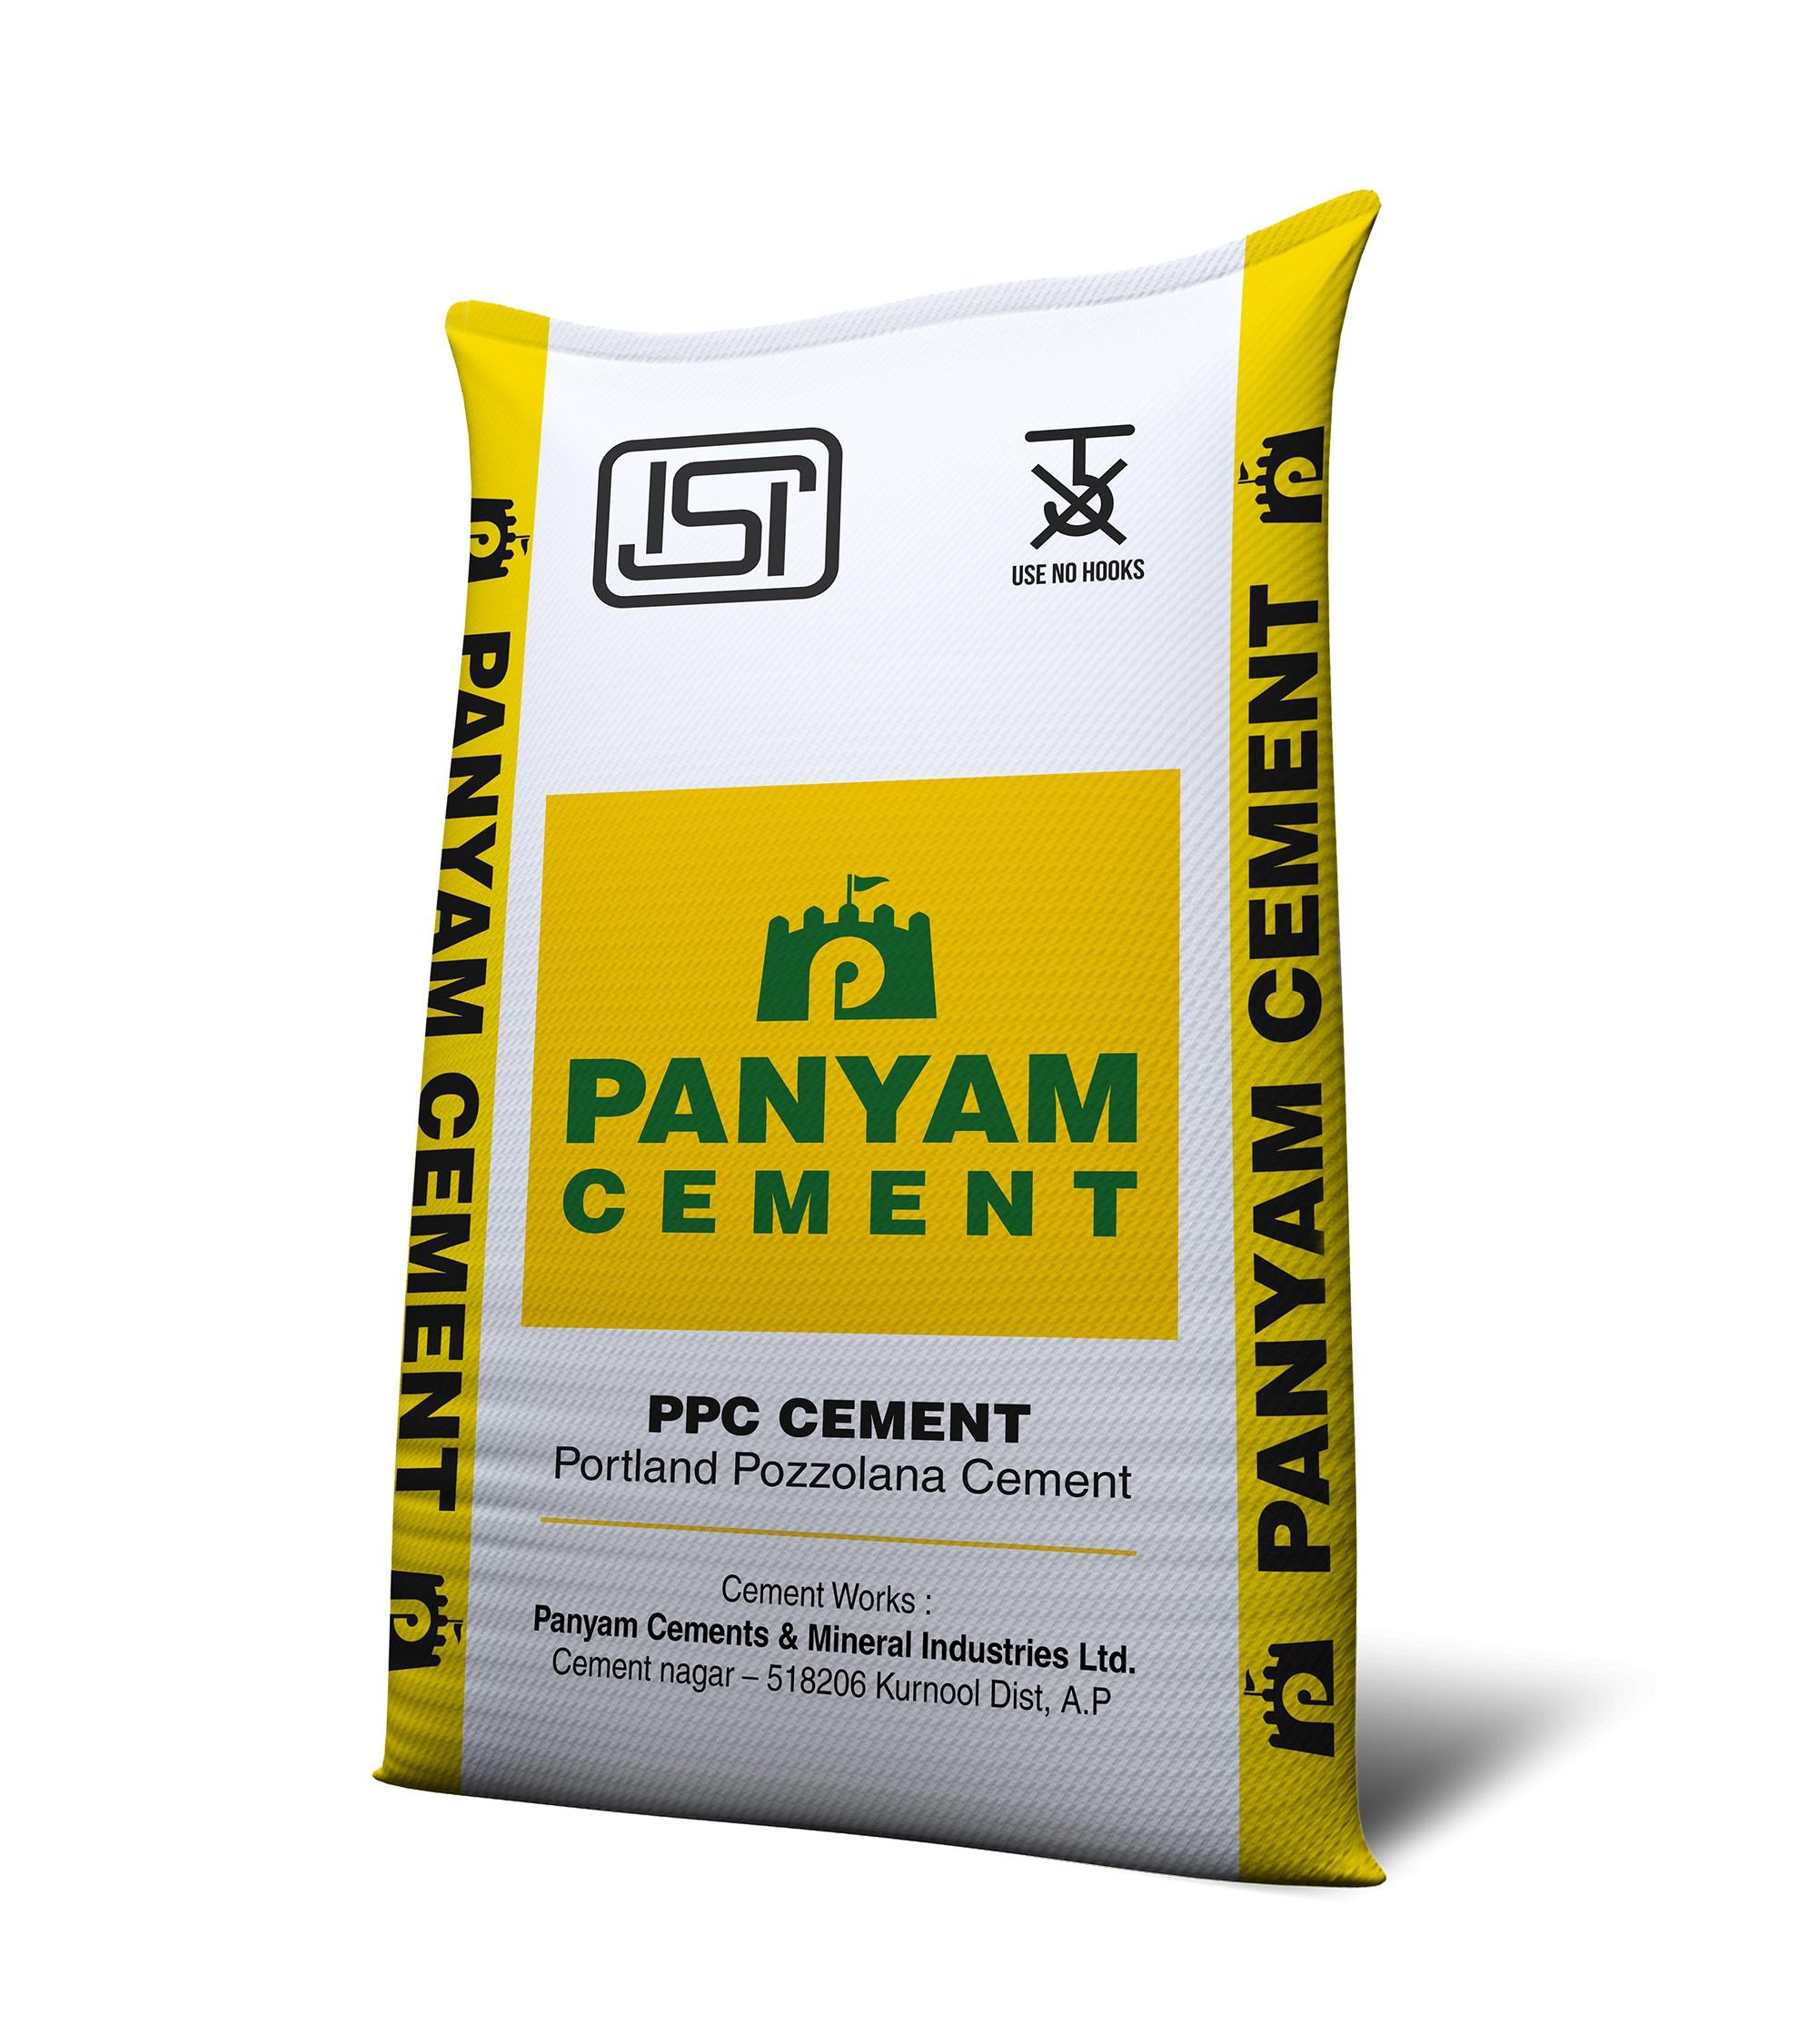 ISI
USE NO HOOKS
PANYAM CEMENT
PANYAM CEMENT
P
PANYAM
CEMENT
PPC CEMENT
Portland Pozzolana Cement
Cement Works :
Panyam Cements & Mineral Industries Ltd.
Cement nagar – 518206 Kurnool Dist, A.P